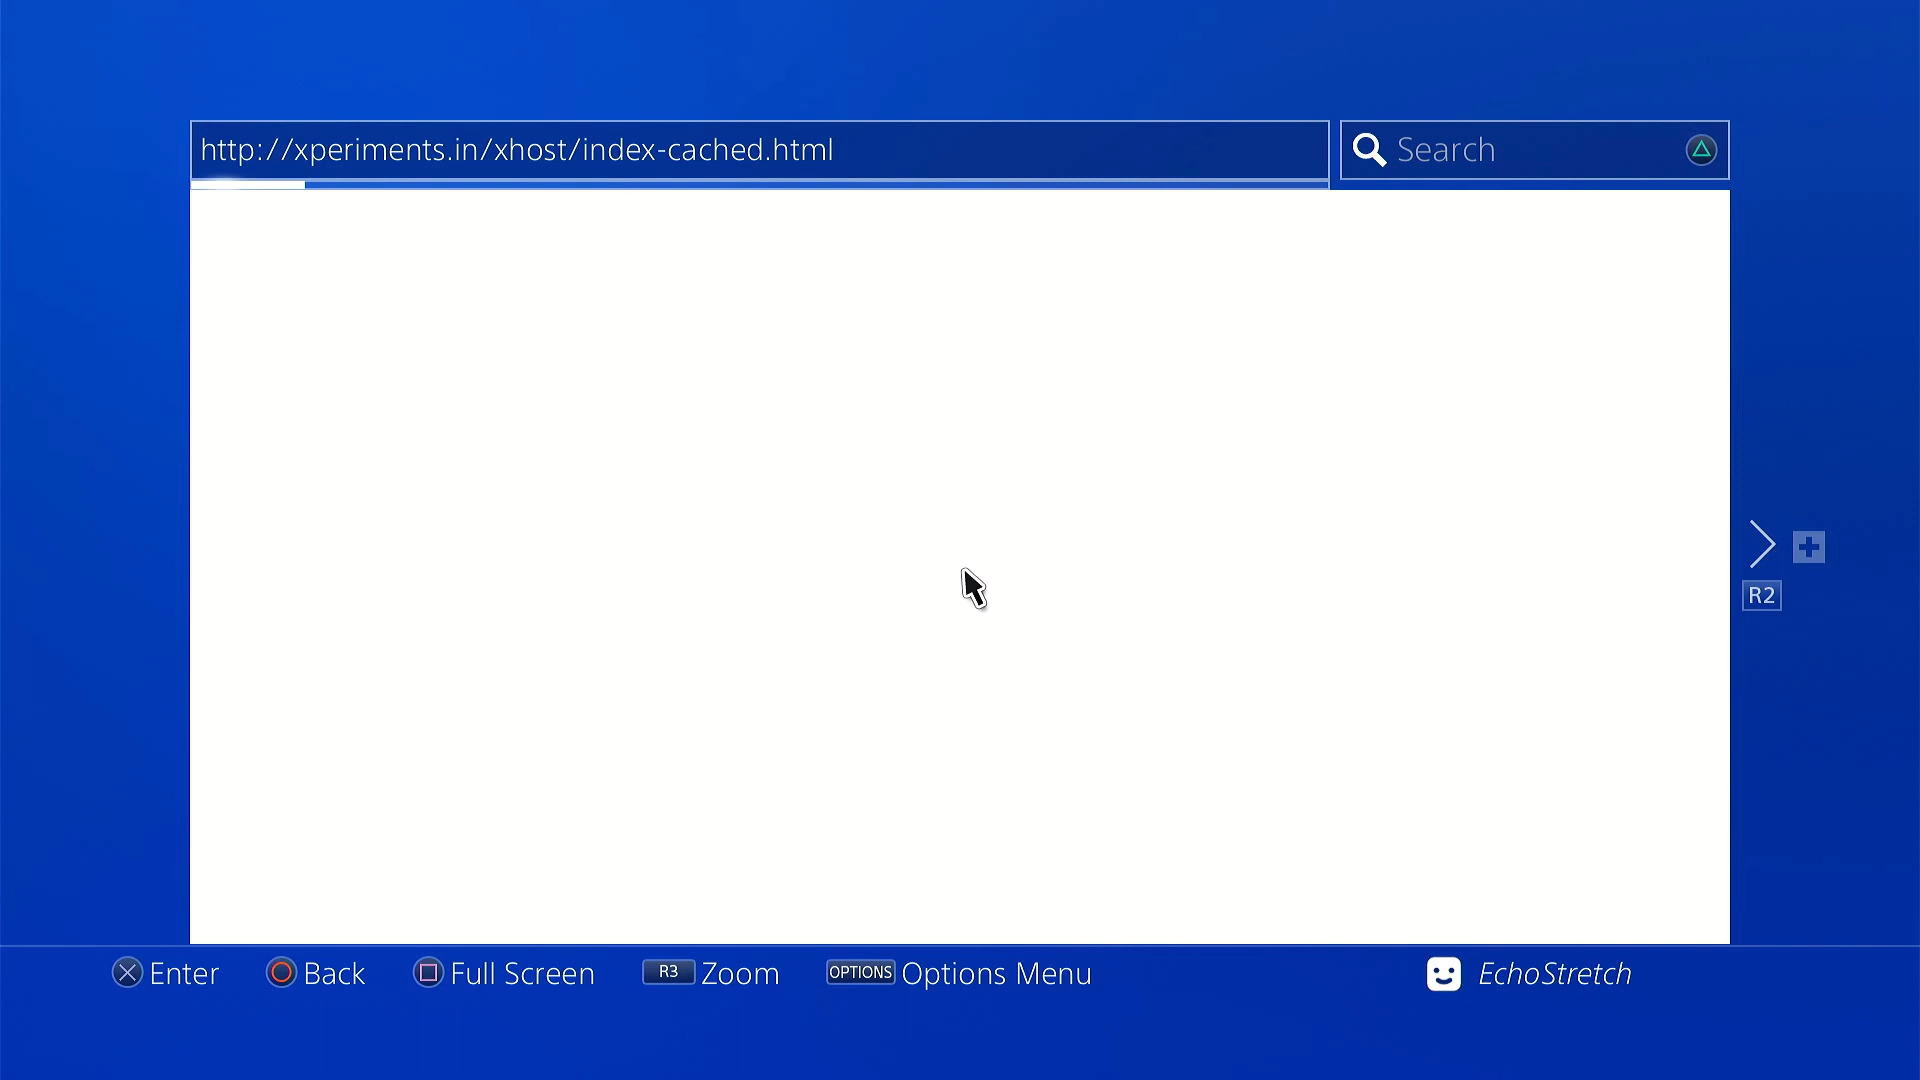 http://xperiments.in/xhost/index-cached.html
Search
R2
Enter
Back
Full Screen
R3 Zoom
OPTIONS Options Menu
EchoStretch